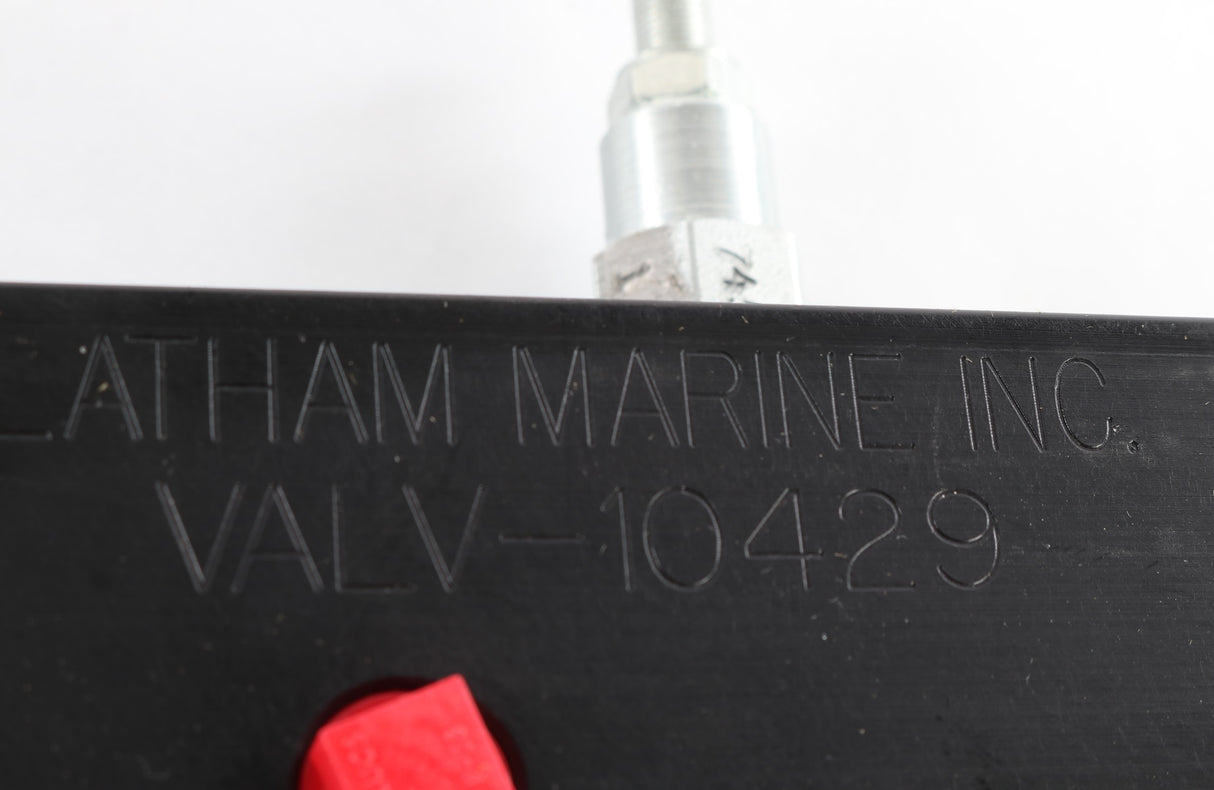 LATHAM MARINE INC.
VALV-10429